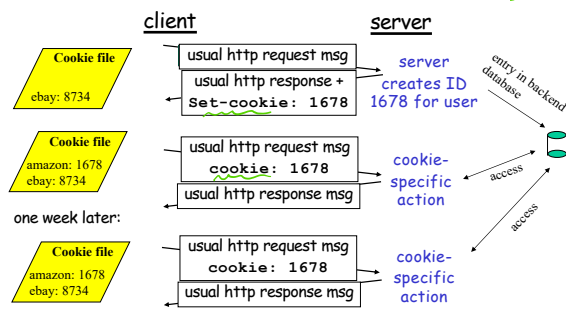 client
server
Cookie file
ebay: 8734
usual http request msg
usual http response +
Set-cookie: 1678
server
creates ID
1678 for user
entry in backend
database
Cookie file
amazon: 1678
ebay: 8734
usual http request msg
cookie: 1678
usual http response msg
cookie-
specific
action
access
access
one week later:
Cookie file
amazon: 1678
ebay: 8734
usual http request msg
cookie: 1678
usual http response msg
cookie-
specific
action